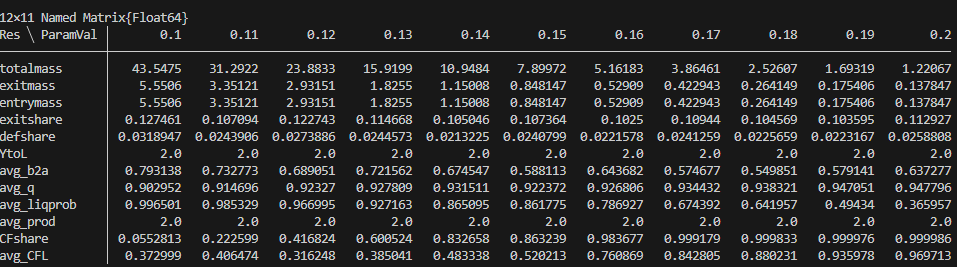 12×11 Named Matrix{Float64}
Res \ ParamVal │ 0.1 0.11 0.12 0.13 0.14 0.15 0.16 0.17 0.18 0.19 0.2
totalmass │ 43.5475 31.2922 23.8833 15.9199 10.9484 7.89972 5.16183 3.86461 2.52607 1.69319 1.22067
exitmass │ 5.5506 3.35121 2.93151 1.8255 1.15008 0.848147 0.52909 0.422943 0.264149 0.175406 0.137847
entrymass │ 5.5506 3.35121 2.93151 1.8255 1.15008 0.848147 0.52909 0.422943 0.264149 0.175406 0.137847
exitshare │ 0.127461 0.107094 0.122743 0.114668 0.105046 0.107364 0.1025 0.10944 0.104569 0.103595 0.112927
defshare │ 0.0318947 0.0243906 0.0273886 0.0244573 0.0213225 0.0240799 0.0221578 0.0241259 0.0225659 0.0223167 0.0258808
YtoL │ 2.0 2.0 2.0 2.0 2.0 2.0 2.0 2.0 2.0 2.0 2.0
avg_b2a │ 0.793138 0.732773 0.689051 0.721562 0.674547 0.588113 0.643682 0.574677 0.549851 0.579141 0.637277
avg_q │ 0.902952 0.914696 0.92327 0.927809 0.931511 0.922372 0.926806 0.934432 0.938321 0.947051 0.947796
avg_liqprob │ 0.996501 0.985329 0.966995 0.927163 0.865095 0.861775 0.786927 0.674392 0.641957 0.49434 0.365957
avg_prod │ 2.0 2.0 2.0 2.0 2.0 2.0 2.0 2.0 2.0 2.0 2.0
CFshare │ 0.0552813 0.222599 0.416824 0.600524 0.832658 0.863239 0.983677 0.999179 0.999833 0.999976 0.999986
avg_CFL │ 0.372999 0.406474 0.316248 0.385041 0.483338 0.520213 0.760869 0.842805 0.880231 0.935978 0.969713